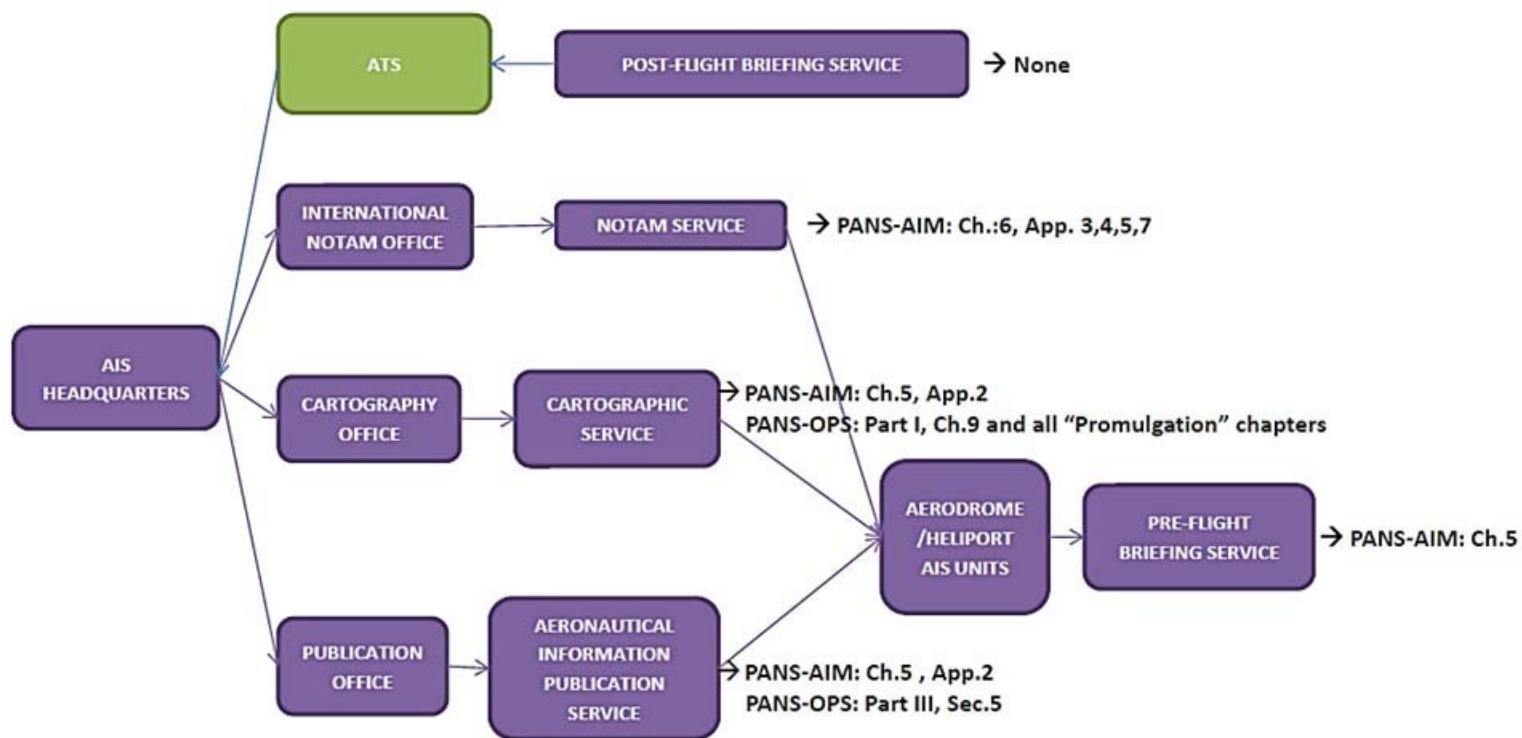 ATS
POST-FLIGHT BRIEFING SERVICE
→ None
INTERNATIONAL
NOTAM OFFICE
NOTAM SERVICE
→ PANS-AIM: Ch.:6, App. 3,4,5,7
AIS
HEADQUARTERS
CARTOGRAPHY
OFFICE
CARTOGRAPHIC
SERVICE
→ PANS-AIM: Ch.5, App.2
PANS-OPS: Part I, Ch.9 and all “Promulgation” chapters
AERODROME
/HELIPORT
AIS UNITS
PRE-FLIGHT
BRIEFING SERVICE
→ PANS-AIM: Ch.5
PUBLICATION
OFFICE
AERONAUTICAL
INFORMATION
PUBLICATION
SERVICE
→ PANS-AIM: Ch.5 , App.2
PANS-OPS: Part III, Sec.5